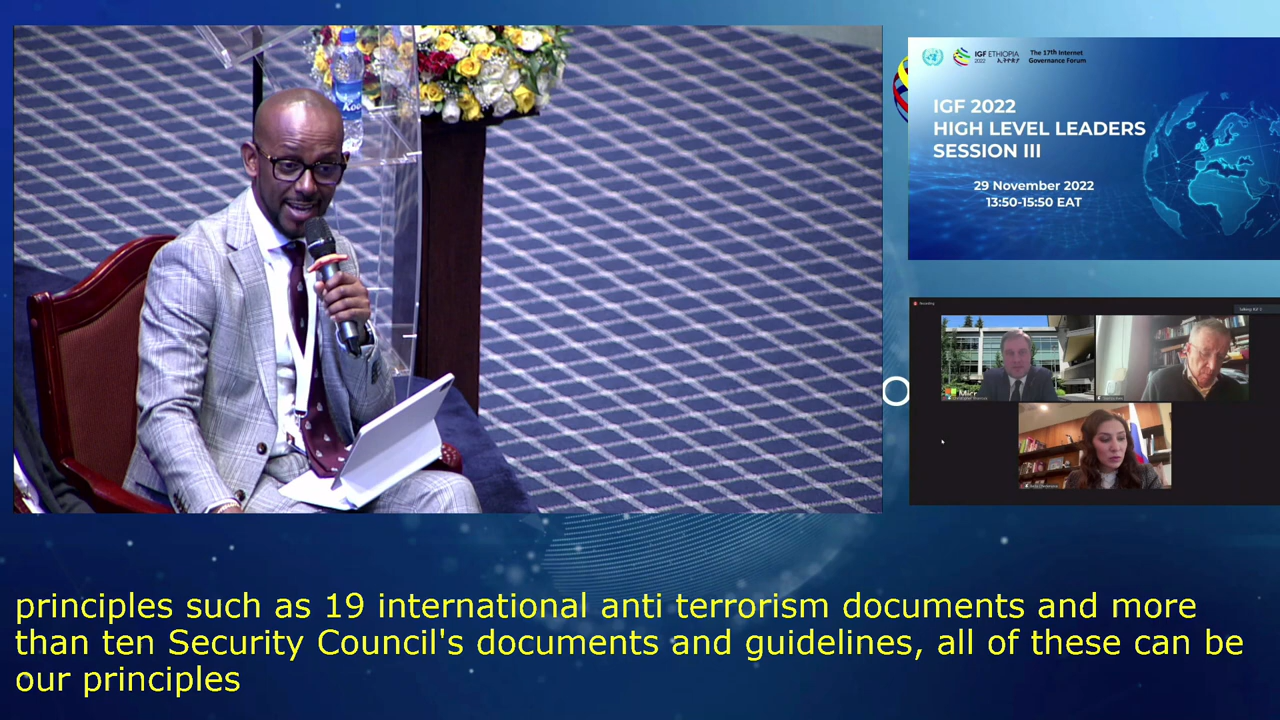 IGF ETHIOPIA
2022 ኢትዮጵያ
The 17th Internet
Governance Forum
IGF 2022
HIGH LEVEL LEADERS
SESSION III
29 November 2022
13:50-15:50 EAT
Recording
O
principles such as 19 international anti terrorism documents and more
than ten Security Council's documents and guidelines, all of these can be
our principles